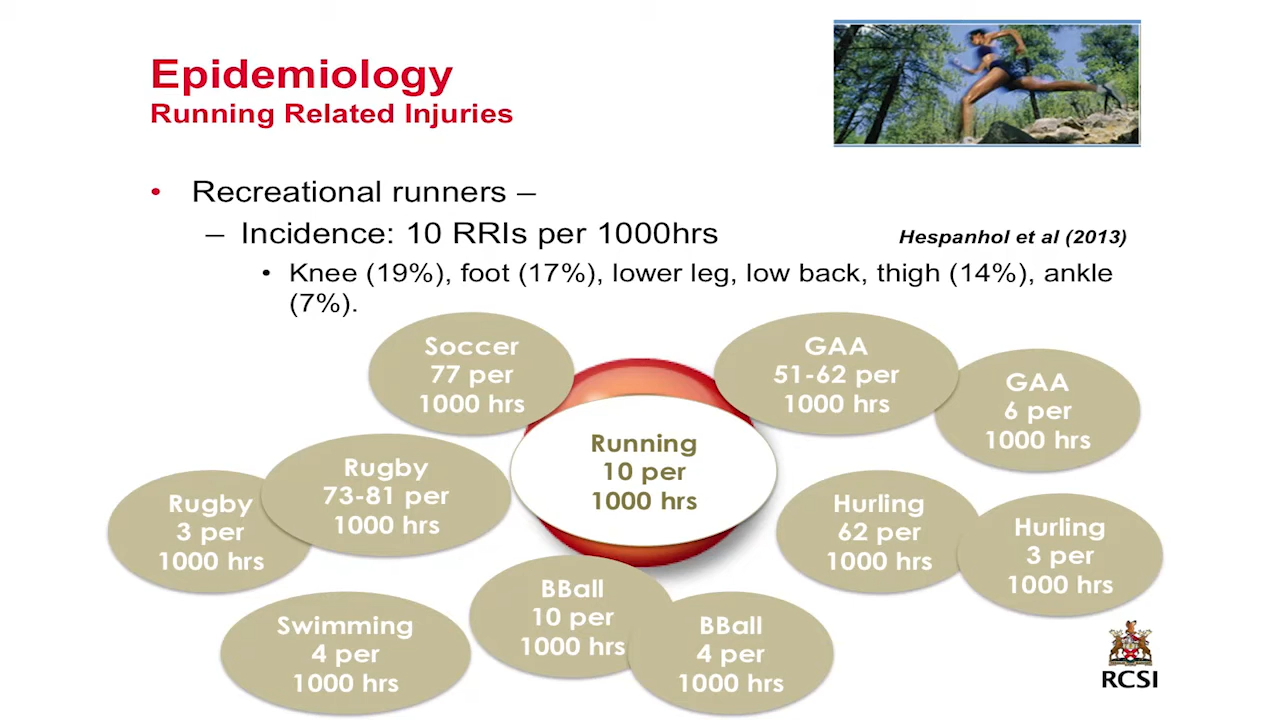 Epidemiology
Running Related Injuries
• Recreational runners –
– Incidence: 10 RRIs per 1000hrs
Hespanhol et al (2013)
• Knee (19%), foot (17%), lower leg, low back, thigh (14%), ankle
(7%).
Soccer
77 per
1000 hrs
GAA
51-62 per
1000 hrs
GAA
6 per
1000 hrs
Running
10 per
1000 hrs
Rugby
3 per
1000 hrs
Rugby
73-81 per
1000 hrs
Hurling
62 per
1000 hrs
Hurling
3 per
1000 hrs
Swimming
4 per
1000 hrs
BBall
10 per
1000 hrs
BBall
4 per
1000 hrs
RCSI